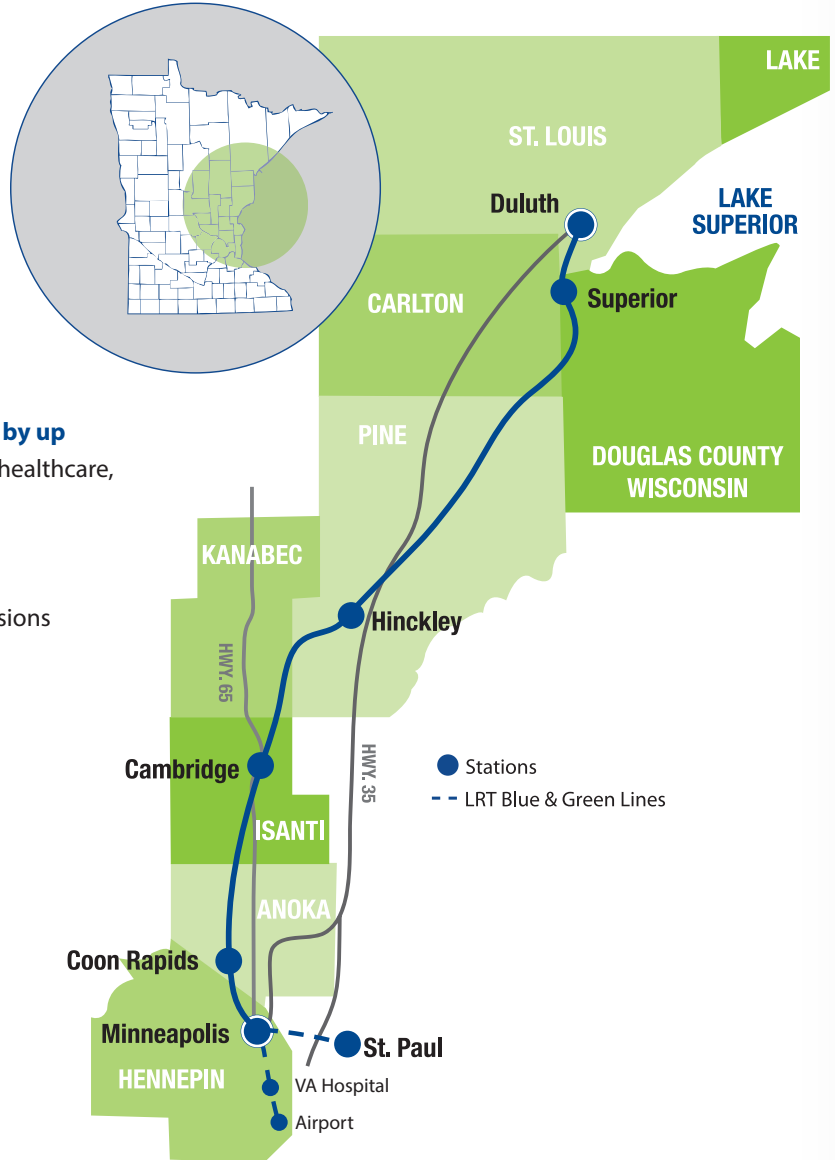 LAKE
ST. LOUIS
Duluth
LAKE
SUPERIOR
CARLTON
Superior
by up
PINE
healthcare,
DOUGLAS COUNTY
WISCONSIN
KANABEC
sions
Hinckley
HWY. 65
HWY. 35
Cambridge
Stations
LRT Blue & Green Lines
ISANTI
ANOKA
Coon Rapids
Minneapolis
St. Paul
HENNEPIN
VA Hospital
Airport